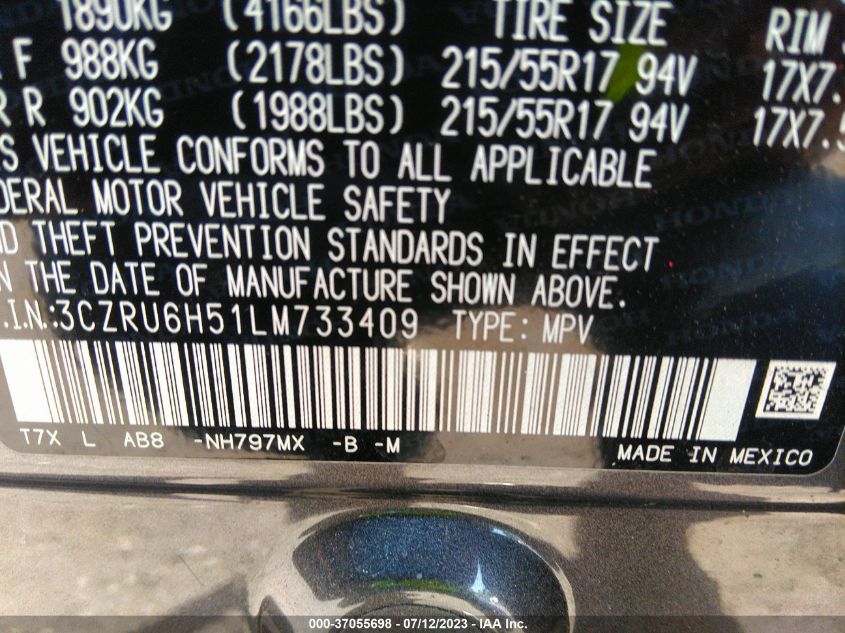 1890KG (4166LBS) TIRE SIZE RIM
F 988KG (2178LBS) 215/55R17 94V 17X7.
R R 902KG (1988LBS) 215/55R17 94V 17X7.5
VEHICLE CONFORMS TO ALL APPLICABLE
MOTOR VEHICLE SAFETY
THEFT PREVENTION STANDARDS IN EFFECT
THE DATE OF MANUFACTURE SHOWN ABOVE.
.I.N.:3CZRU6H51LM733409 TYPE: MPV
T7X L AB8 -NH797MX -B -M
MADE IN MEXICO
000-37055698 / 07/12/2023 - IAA Inc.